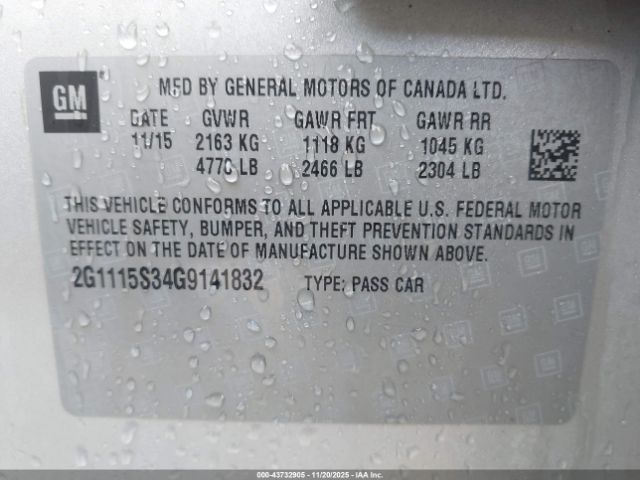 GM
MFD BY GENERAL MOTORS OF CANADA LTD.
DATE GVWR GAWR FRT GAWR RR
11/15 2163 KG 1118 KG 1045 KG
4770 LB 2466 LB 2304 LB
THIS VEHICLE CONFORMS TO ALL APPLICABLE U.S. FEDERAL MOTOR
VEHICLE SAFETY, BUMPER, AND THEFT PREVENTION STANDARDS IN
EFFECT ON THE DATE OF MANUFACTURE SHOWN ABOVE.
2G1115S34G9141832 TYPE: PASS CAR
000-43732905 - 11/20/2025 - IAA Inc.